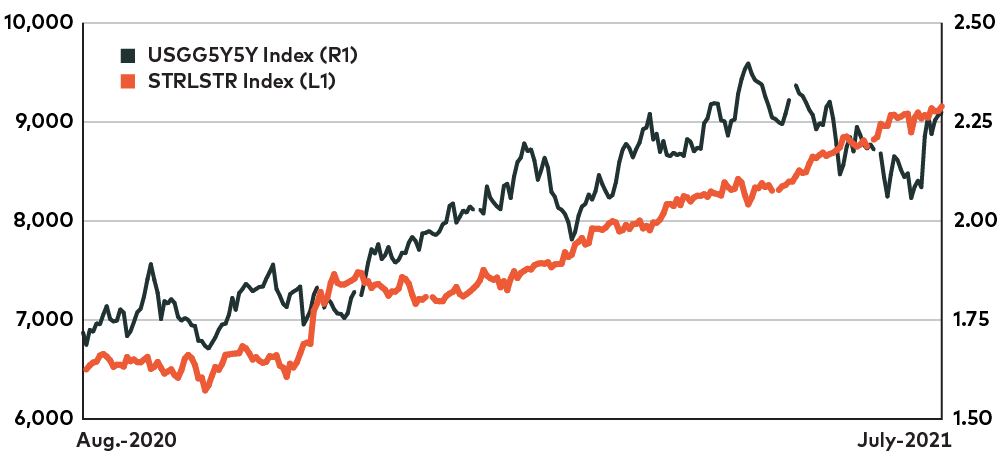 10,000
9,000
8,000
7,000
6,000
USGG5Y5Y Index (R1)
STRLSTR Index (L1)
2.50
2.25
2.00
1.75
1.50
Aug.-2020
July-2021